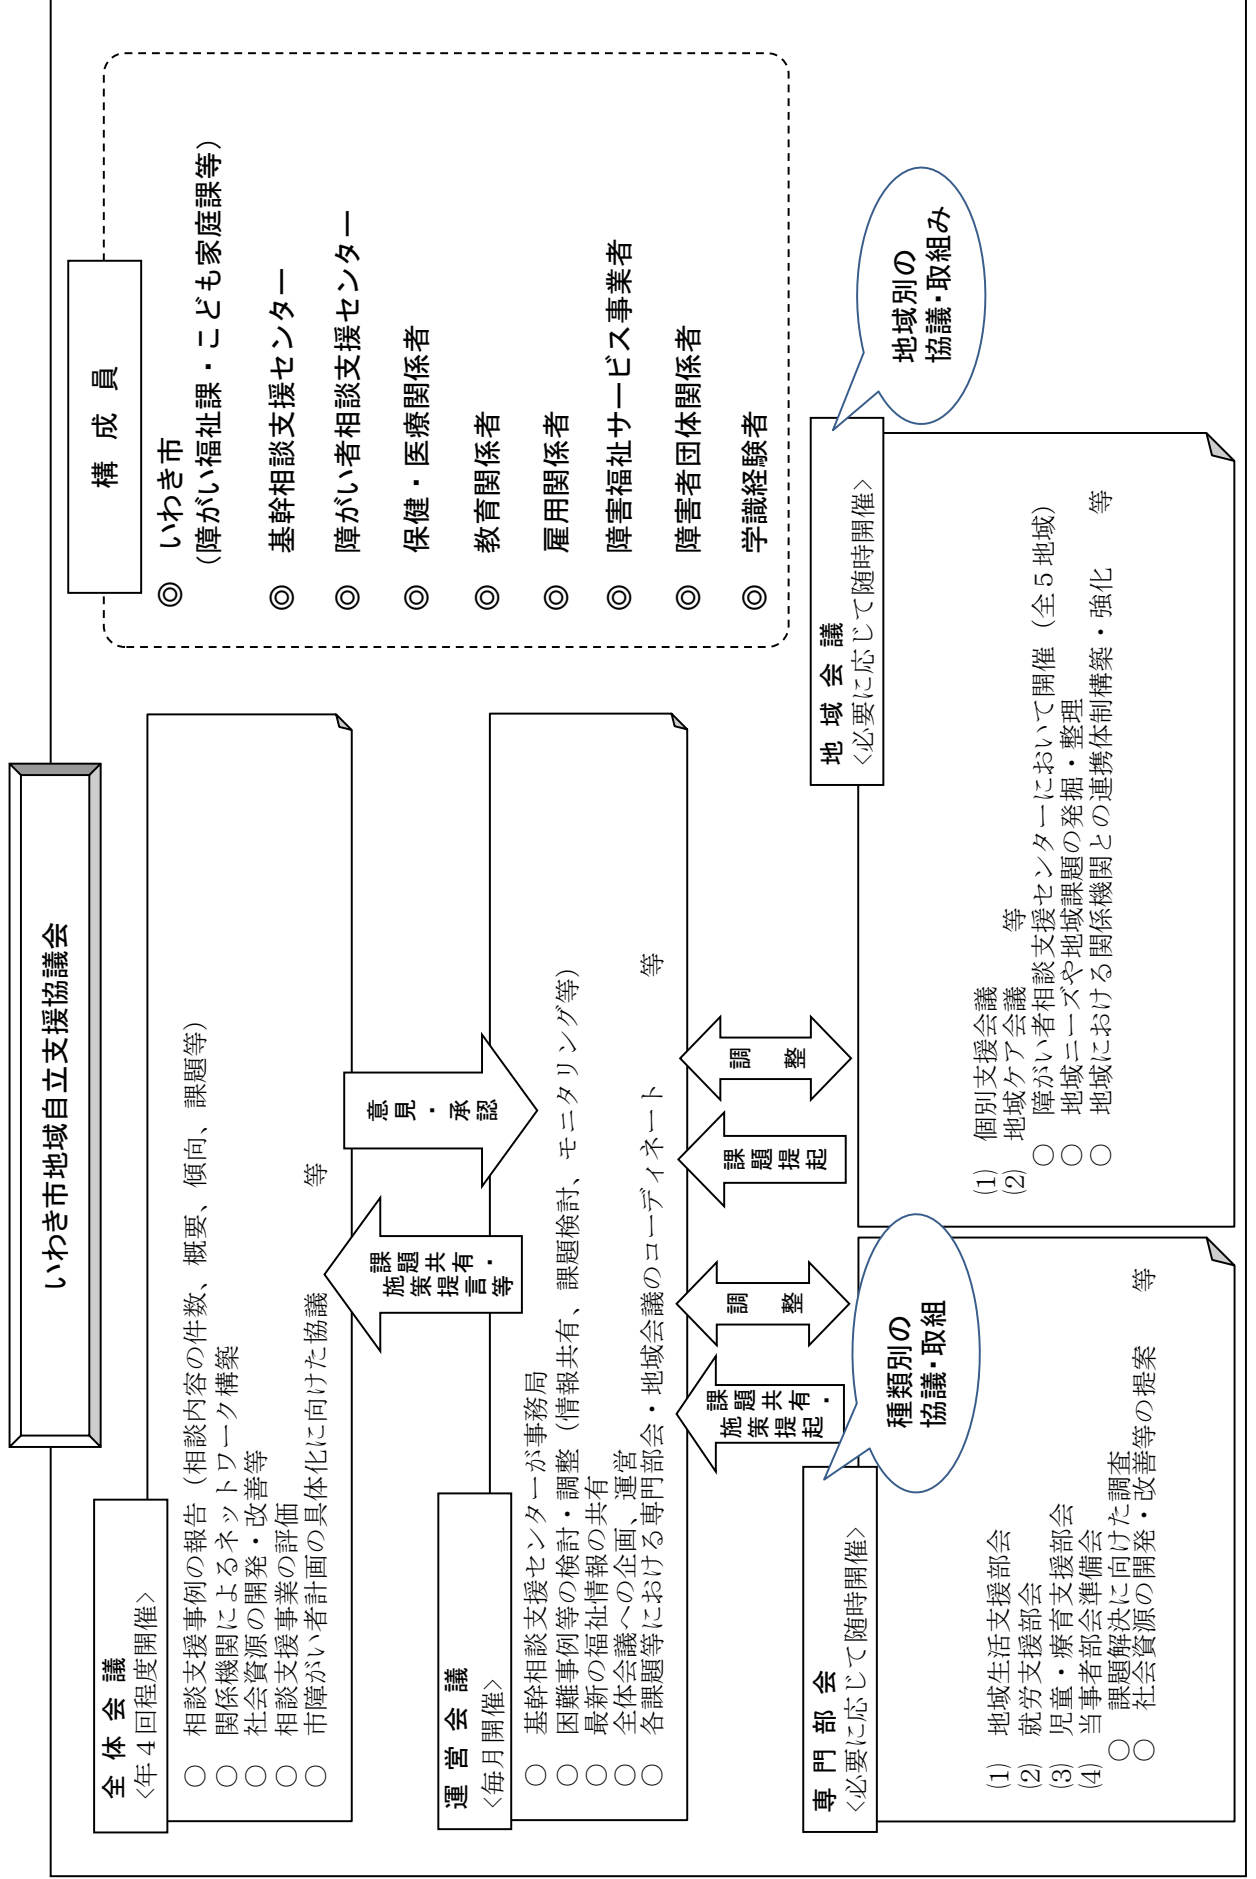 いわき市地域自立支援協議会
全体会議
<年４回程度開催>
○ 相談支援事例の報告（相談内容の件数、概要、傾向、課題等）
○ 関係機関によるネットワーク構築
○ 社会資源の開発・改善等
○ 相談支援事業の評価
○ 市障がい者計画の具体化に向けた協議 等
課題共有・
施策提言等
意見・承認
運営会議
<毎月開催>
○ 基幹相談支援センターが事務局
○ 困難事例等の検討・調整（情報共有、課題検討、モニタリング等）
○ 最新の福祉情報の共有
○ 全体会議への企画、運営
○ 各課題等における専門部会・地域会議のコーディネート 等
課題共有・
施策提起
調整
課題提起
調整
専門部会
<必要に応じて随時開催>
種類別の
協議・取組
(1) 地域生活支援部会
(2) 就労支援部会
(3) 児童・療育支援部会
(4) 当事者部会準備会
○ 課題解決に向けた調査
○ 社会資源の開発・改善等の提案 等
地域会議
<必要に応じて随時開催>
地域別の
協議・取組み
(1) 個別支援会議
(2) 地域ケア会議 等
○ 障がい者相談支援センターにおいて開催（全５地域）
○ 地域ニーズや地域課題の発掘・整理
○ 地域における関係機関との連携体制構築・強化 等
構成員
◎ いわき市
（障がい福祉課・こども家庭課等）
◎ 基幹相談支援センター
◎ 障がい者相談支援センター
◎ 保健・医療関係者
◎ 教育関係者
◎ 雇用関係者
◎ 障害福祉サービス事業者
◎ 障害者団体関係者
◎ 学識経験者